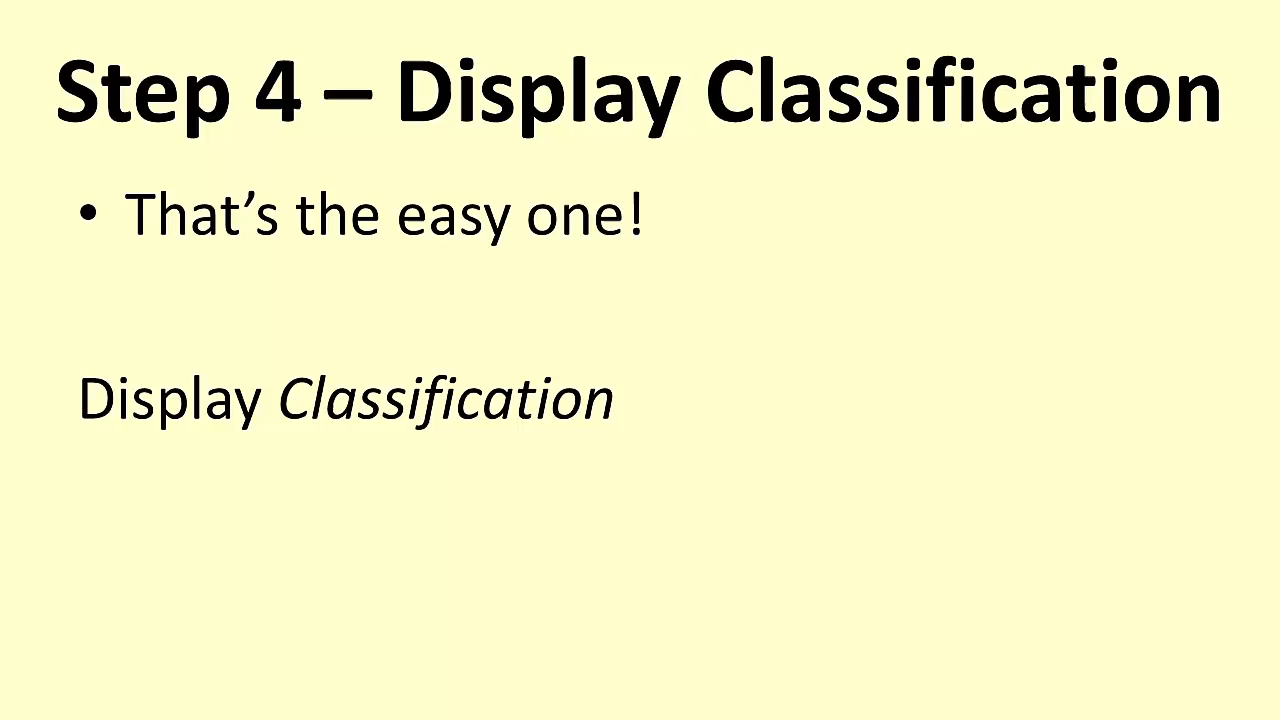 Step 4 – Display Classification
• That’s the easy one!
Display Classification